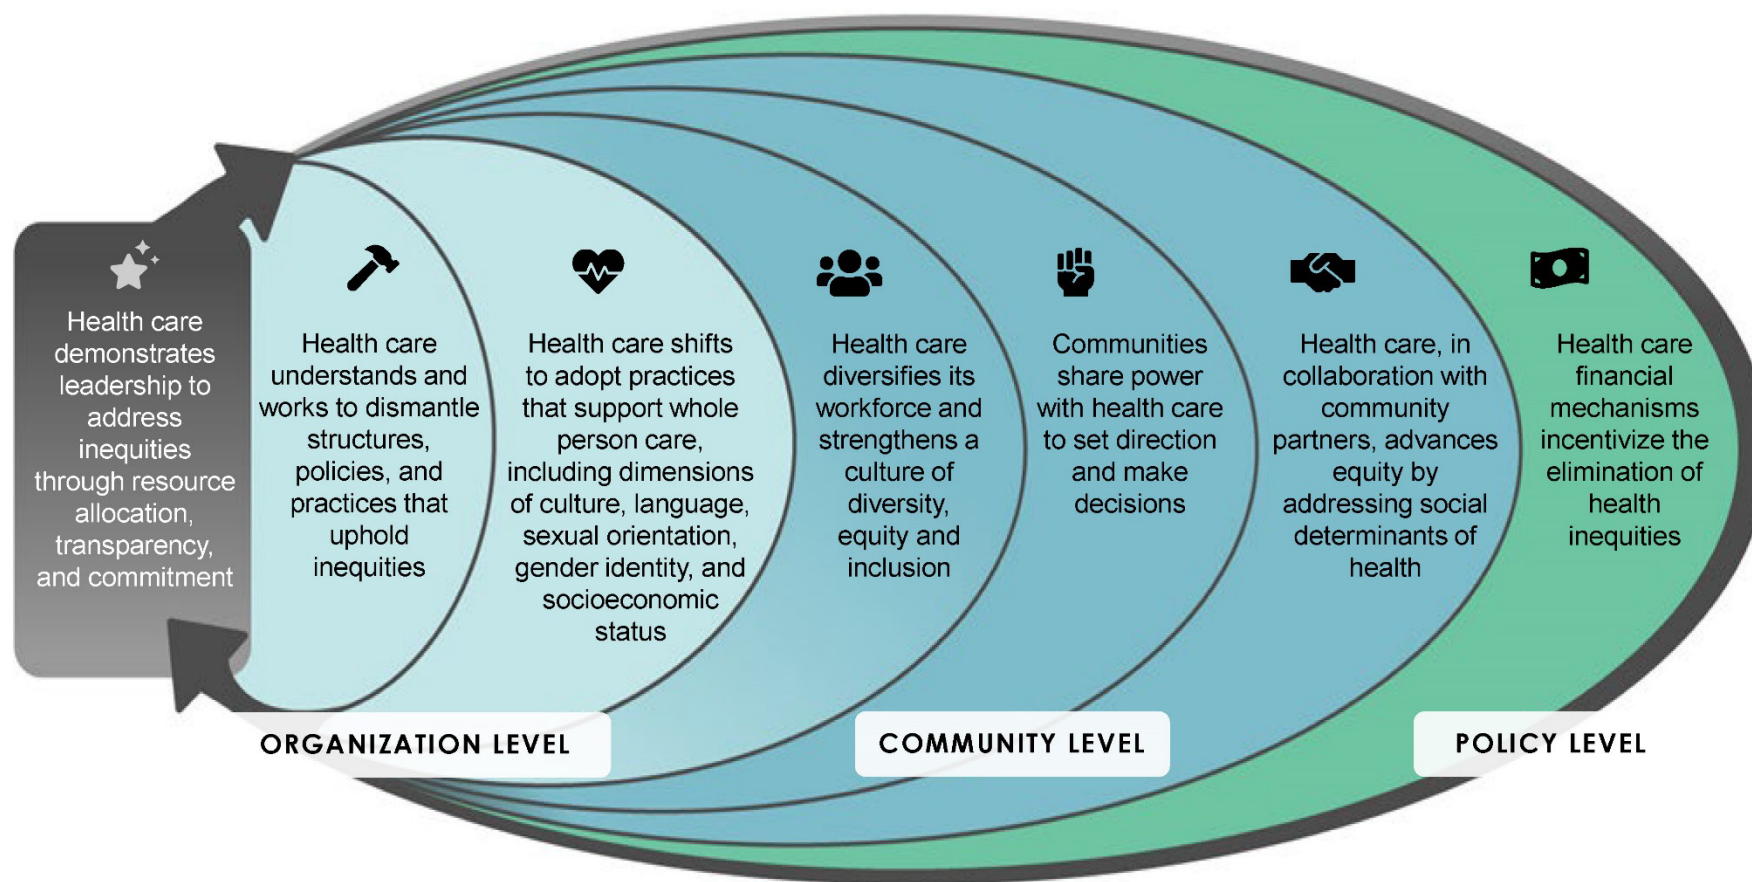 Health care
demonstrates
leadership to
address
inequities
through resource
allocation,
transparency,
and commitment
Health care
understands and
works to dismantle
structures,
policies, and
practices that
uphold
inequities
Health care shifts
to adopt practices
that support whole
person care,
including dimensions
of culture, language,
sexual orientation,
gender identity, and
socioeconomic
status
Health care
diversifies its
workforce and
strengthens a
culture of
diversity,
equity and
inclusion
Communities
share power
with health care
to set direction
and make
decisions
Health care, in
collaboration with
community
partners, advances
equity by
addressing social
determinants of
health
Health care
financial
mechanisms
incentivize the
elimination of
health
inequities
ORGANIZATION LEVEL
COMMUNITY LEVEL
POLICY LEVEL